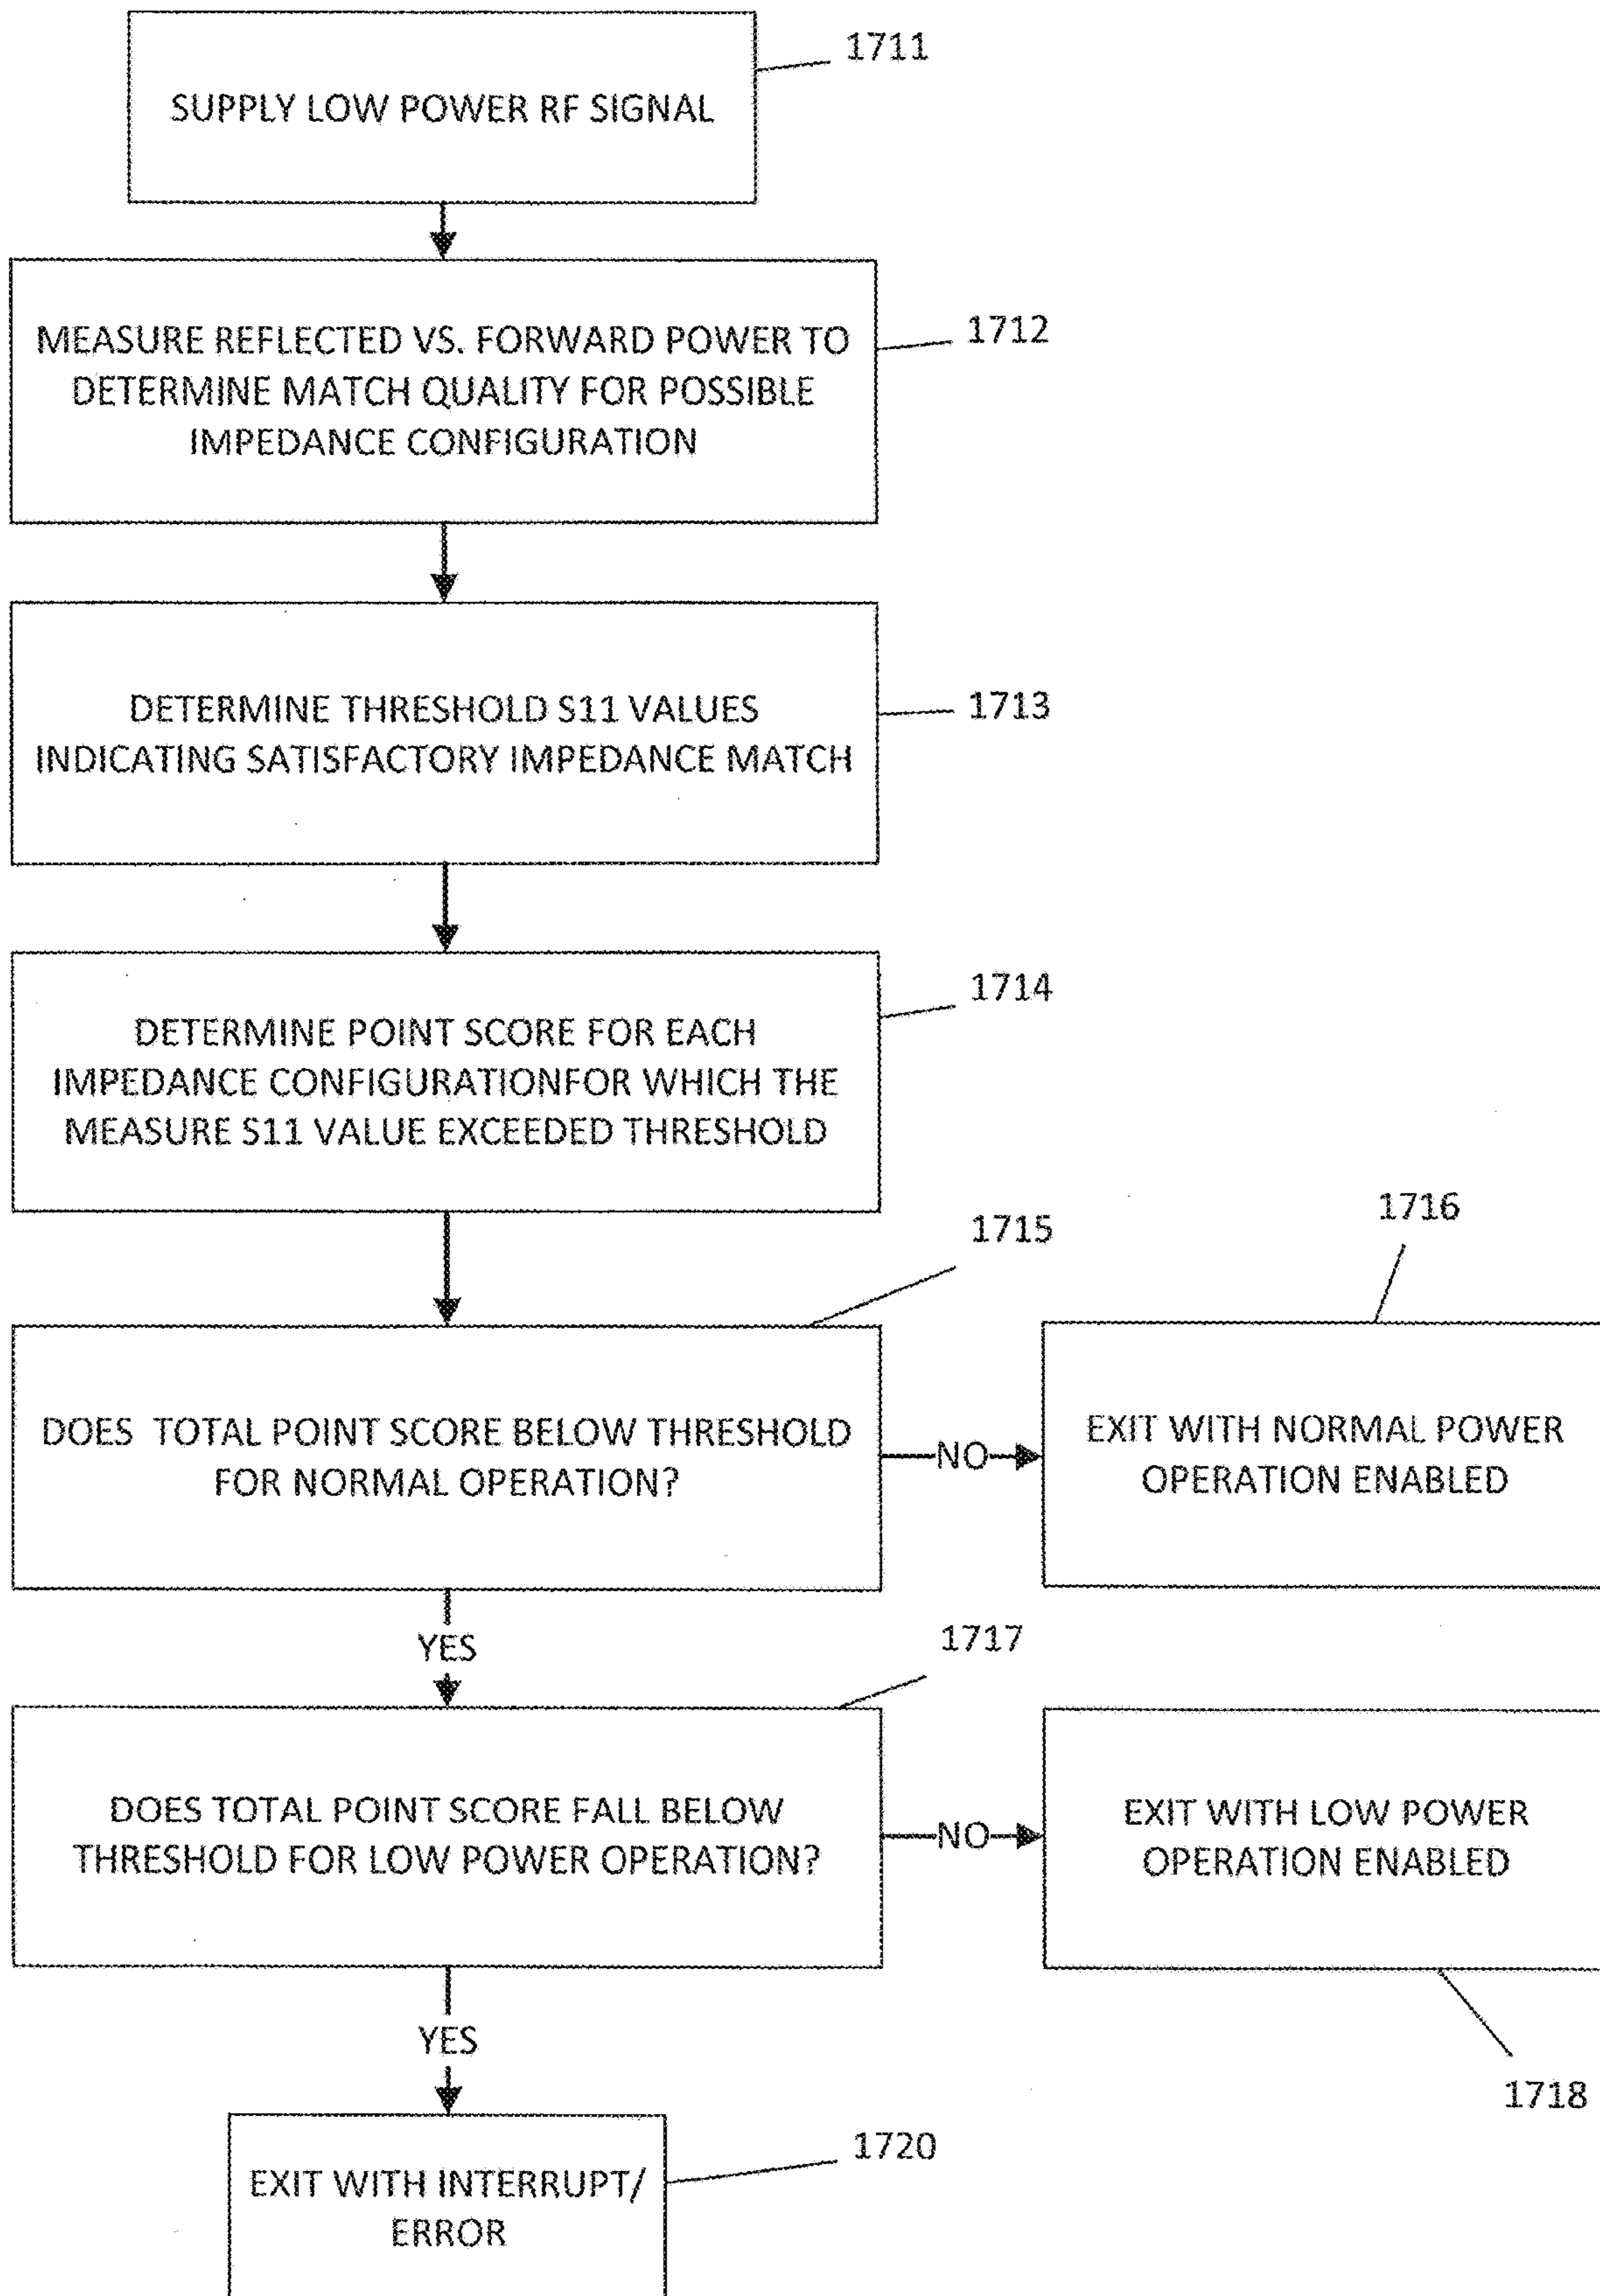 1711
SUPPLY LOW POWER RF SIGNAL
1712
MEASURE REFLECTED VS. FORWARD POWER TO
DETERMINE MATCH QUALITY FOR POSSIBLE
IMPEDANCE CONFIGURATION
1713
DETERMINE THRESHOLD S11 VALUES
INDICATING SATISFACTORY IMPEDANCE MATCH
1714
DETERMINE POINT SCORE FOR EACH
IMPEDANCE CONFIGURATIONFOR WHICH THE
MEASURE S11 VALUE EXCEEDED THRESHOLD
1715
1716
DOES TOTAL POINT SCORE BELOW THRESHOLD
FOR NORMAL OPERATION?
NO
EXIT WITH NORMAL POWER
OPERATION ENABLED
YES
1717
DOES TOTAL POINT SCORE FALL BELOW
THRESHOLD FOR LOW POWER OPERATION?
NO
EXIT WITH LOW POWER
OPERATION ENABLED
YES
1718
1720
EXIT WITH INTERRUPT/
ERROR